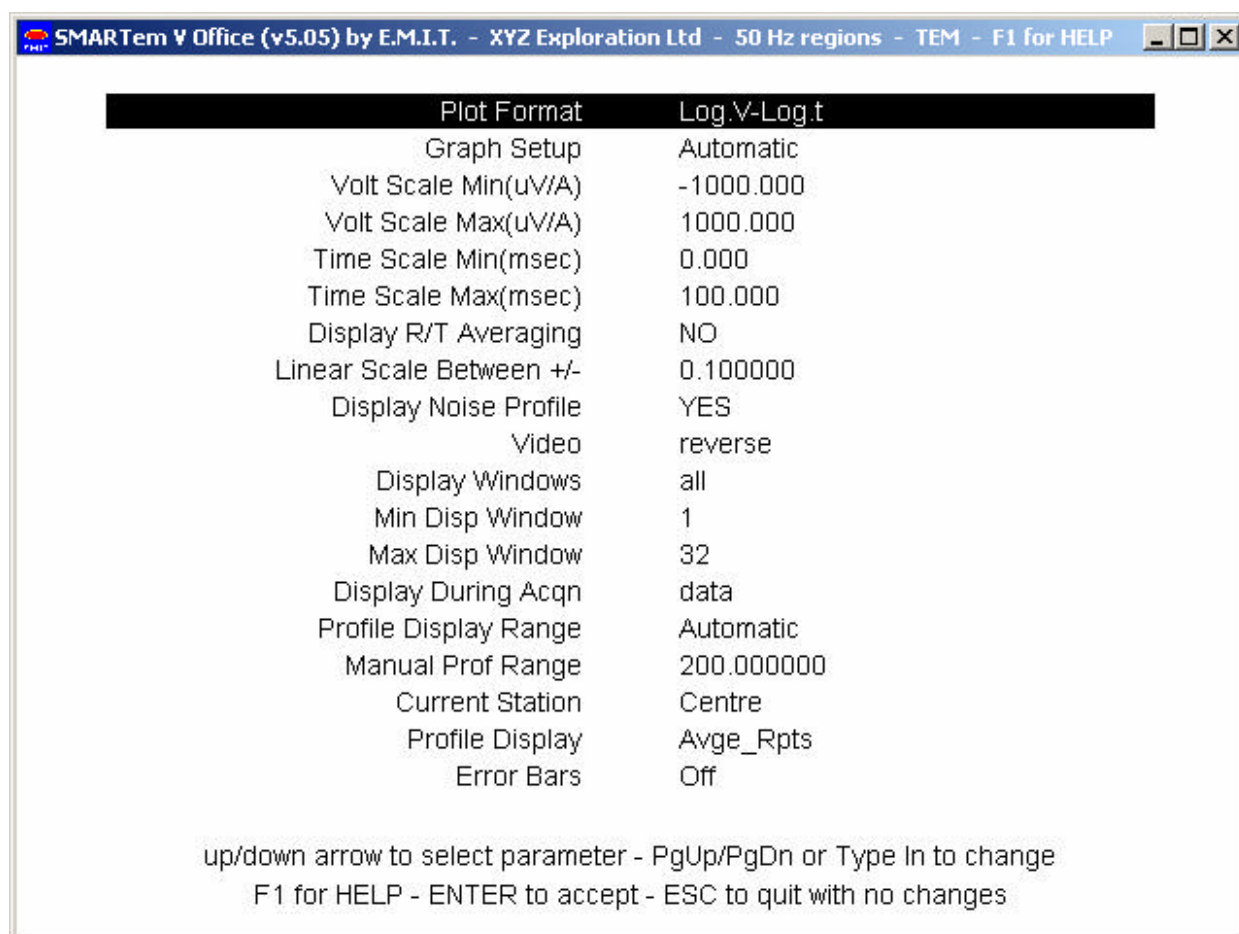 SMARTem V Office (v5.05) by E.M.I.T. - XYZ Exploration Ltd - 50 Hz regions - TEM - F1 for HELP
Plot Format Log.V-Log.t
Graph Setup Automatic
Volt Scale Min(uV/A) -1000.000
Volt Scale Max(uV/A) 1000.000
Time Scale Min(msec) 0.000
Time Scale Max(msec) 100.000
Display R/T Averaging NO
Linear Scale Between +/- 0.100000
Display Noise Profile YES
Video reverse
Display Windows all
Min Disp Window 1
Max Disp Window 32
Display During Acqn data
Profile Display Range Automatic
Manual Prof Range 200.000000
Current Station Centre
Profile Display Avge_Rpts
Error Bars Off
up/down arrow to select parameter - PgUp/PgDn or Type In to change
F1 for HELP - ENTER to accept - ESC to quit with no changes